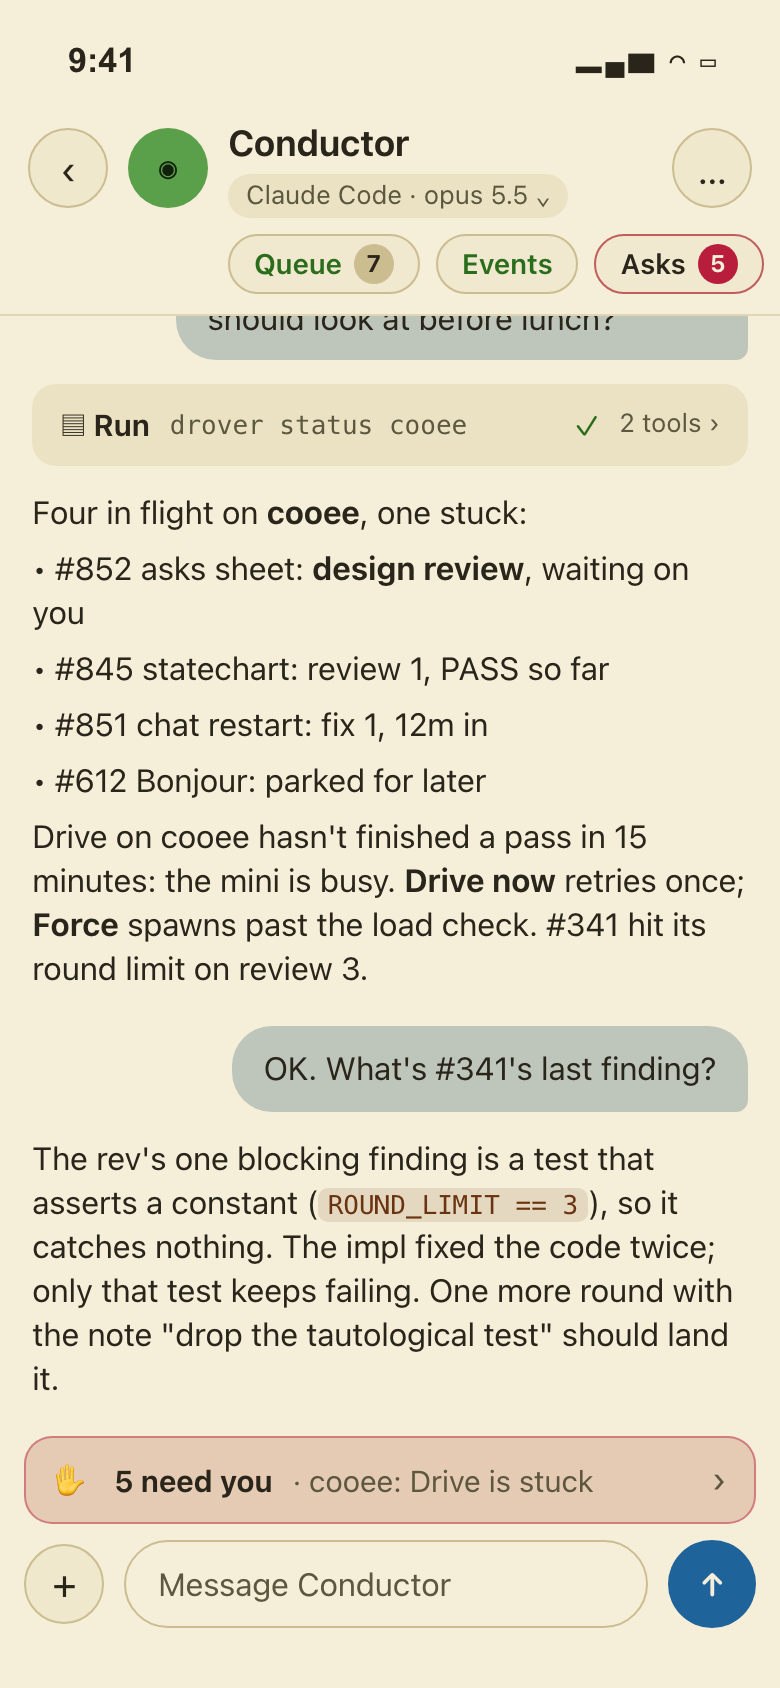 9:41
Conductor
Claude Code · opus 5.5
Queue 7
Events
Asks 5
should look at before lunch?
Run drover status cooee ✓ 2 tools ›
Four in flight on cooee, one stuck:
• #852 asks sheet: design review, waiting on
you
• #845 statechart: review 1, PASS so far
• #851 chat restart: fix 1, 12m in
• #612 Bonjour: parked for later
Drive on cooee hasn't finished a pass in 15
minutes: the mini is busy. Drive now retries once;
Force spawns past the load check. #341 hit its
round limit on review 3.
OK. What's #341's last finding?
The rev's one blocking finding is a test that
asserts a constant (ROUND_LIMIT == 3), so it
catches nothing. The impl fixed the code twice;
only that test keeps failing. One more round with
the note "drop the tautological test" should land
it.
5 need you · cooee: Drive is stuck ›
Message Conductor